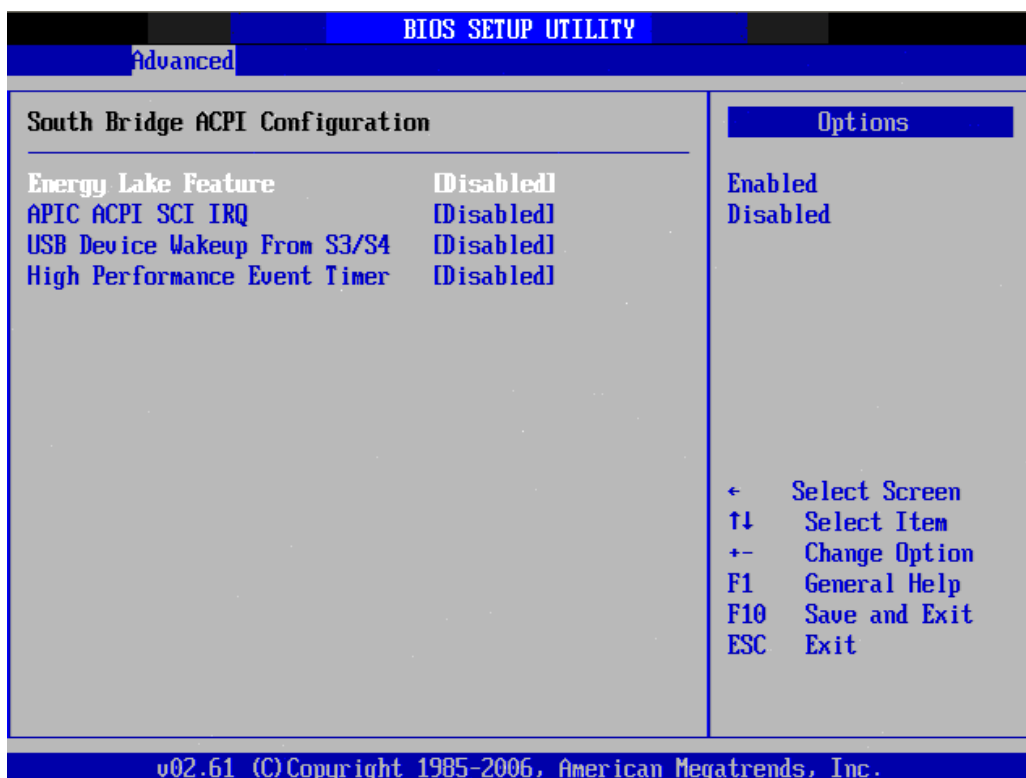 BIOS SETUP UTILITY
Advanced
South Bridge ACPI Configuration
Energy Lake Feature [Disabled]
APIC ACPI SCI IRQ [Disabled]
USB Device Wakeup From S3/S4 [Disabled]
High Performance Event Timer [Disabled]
Options
Enabled
Disabled
← Select Screen
↑↓ Select Item
+- Change Option
F1 General Help
F10 Save and Exit
ESC Exit
v02.61 (C)Copyright 1985-2006, American Megatrends, Inc.